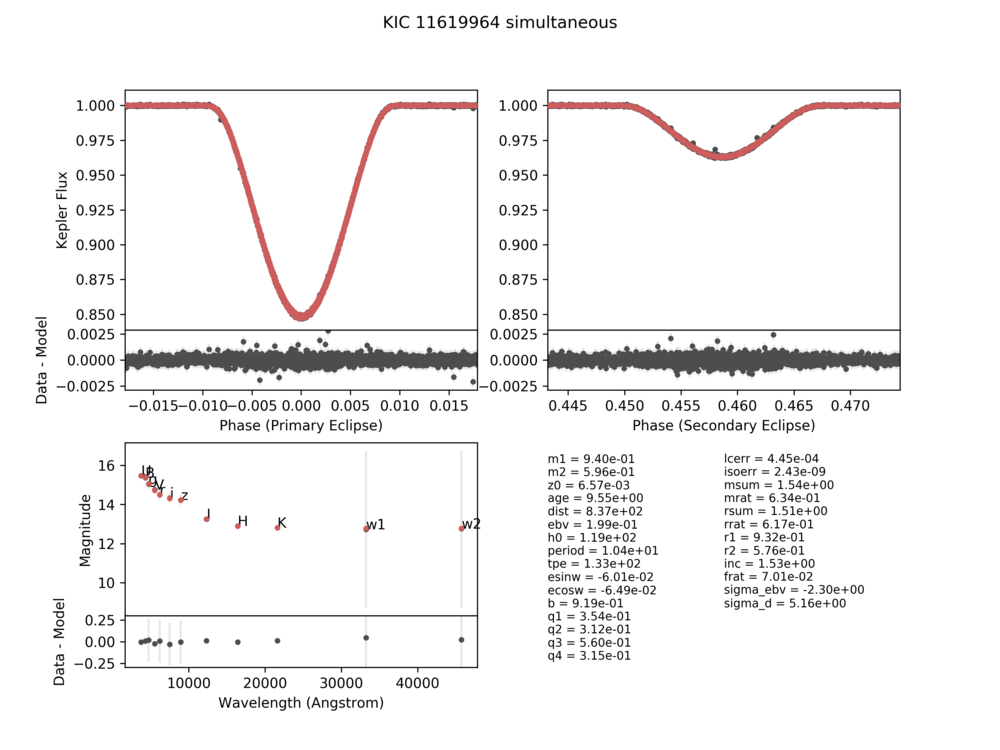 KIC 11619964 simultaneous
1.000
0.975
0.950
0.925
0.900
0.875
0.850
Kepler Flux
1.000
0.975
0.950
0.925
0.900
0.875
0.850
0.0025
0.0000
−0.0025
Data - Model
0.0025
0.0000
−0.0025
−0.015 −0.010 −0.005 0.000 0.005 0.010 0.015
Phase (Primary Eclipse)
0.445 0.450 0.455 0.460 0.465 0.470
Phase (Secondary Eclipse)
16
14
12
10
Magnitude
U B g V r i z J H K w1 w2
0.25
0.00
−0.25
Data - Model
10000 20000 30000 40000
Wavelength (Angstrom)
m1 = 9.40e-01
m2 = 5.96e-01
z0 = 6.57e-03
age = 9.55e+00
dist = 8.37e+02
ebv = 1.99e-01
h0 = 1.19e+02
period = 1.04e+01
tpe = 1.33e+02
esinw = -6.01e-02
ecosw = -6.49e-02
b = 9.19e-01
q1 = 3.54e-01
q2 = 3.12e-01
q3 = 5.60e-01
q4 = 3.15e-01
lcerr = 4.45e-04
isoerr = 2.43e-09
msum = 1.54e+00
mrat = 6.34e-01
rsum = 1.51e+00
rrat = 6.17e-01
r1 = 9.32e-01
r2 = 5.76e-01
inc = 1.53e+00
frat = 7.01e-02
sigma_ebv = -2.30e+00
sigma_d = 5.16e+00